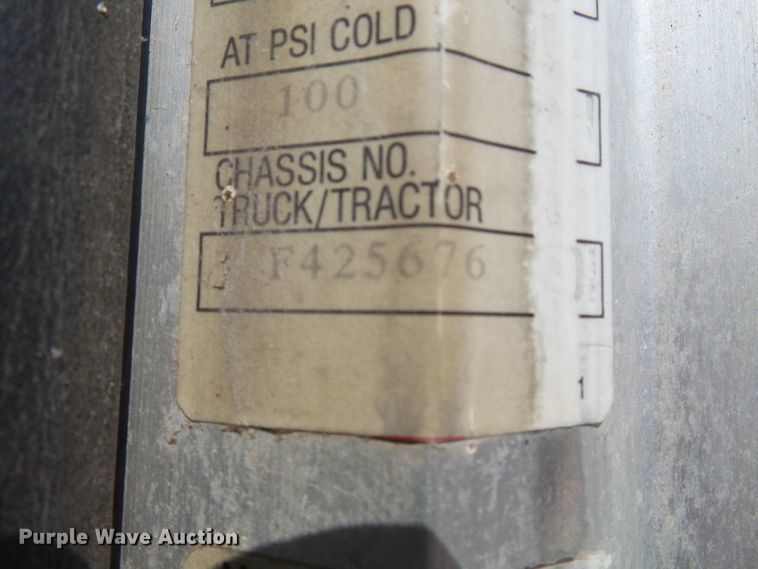 AT PSI COLD
100
CHASSIS NO.
TRUCK/TRACTOR
F425676
1
Purple Wave Auction